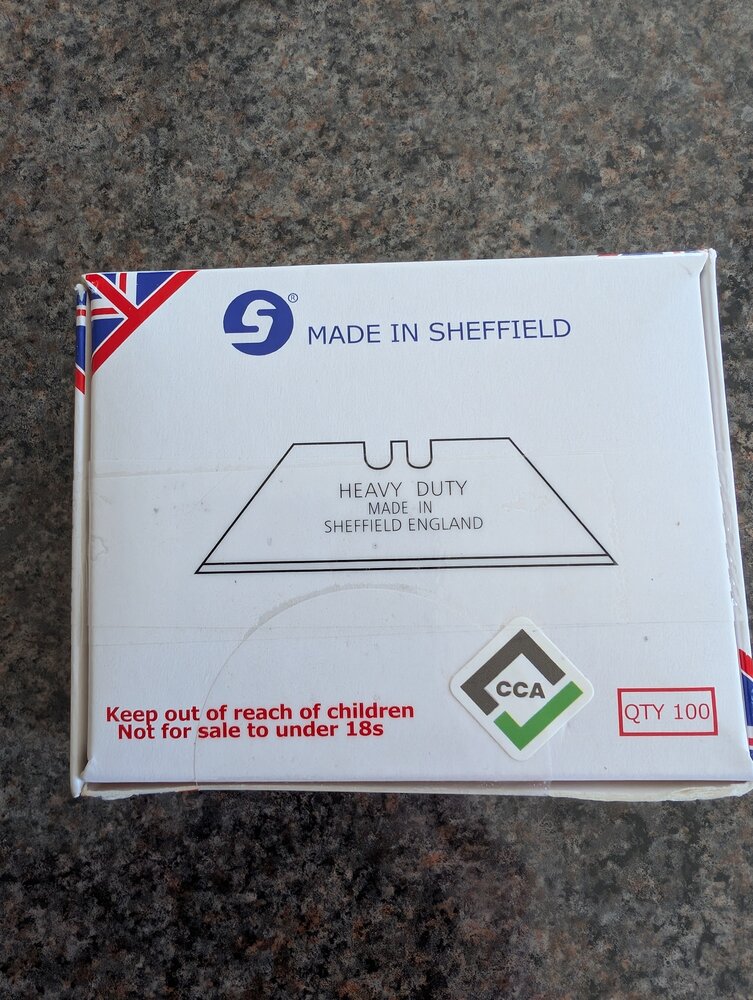 S® MADE IN SHEFFIELD
HEAVY DUTY
MADE IN
SHEFFIELD ENGLAND
CCA
Keep out of reach of children
Not for sale to under 18s
QTY 100